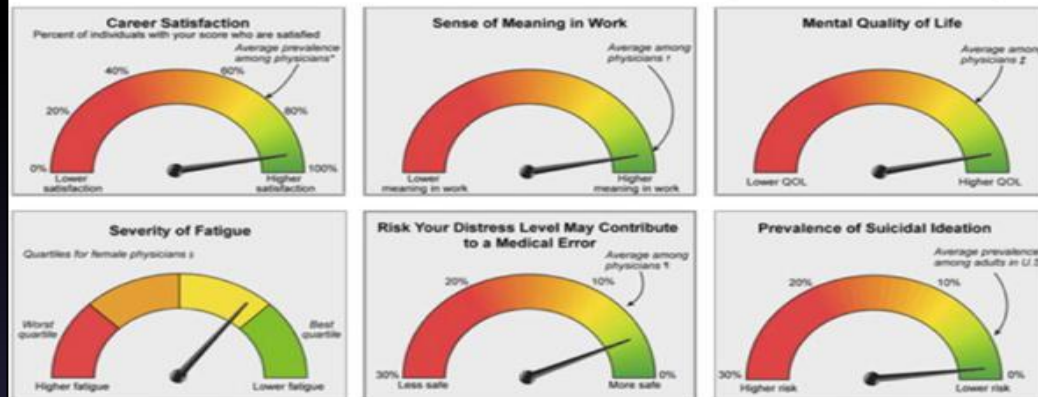 Career Satisfaction
Percent of individuals with your score who are satisfied
Average prevalence
among physicians*
0%
20%
40%
60%
80%
100%
Lower
satisfaction
Higher
satisfaction
Sense of Meaning in Work
Average among
physicians †
Lower
meaning in work
Higher
meaning in work
Mental Quality of Life
Average among
physicians ‡
Lower QOL
Higher QOL
Severity of Fatigue
Quartiles for female physicians §
Worst
quartile
Best
quartile
Higher fatigue
Lower fatigue
Risk Your Distress Level May Contribute
to a Medical Error
Average among
physicians ¶
30%
20%
10%
0%
Less safe
More safe
Prevalence of Suicidal Ideation
Average prevalence
among adults in U.S
30%
20%
10%
0%
Higher risk
Lower risk